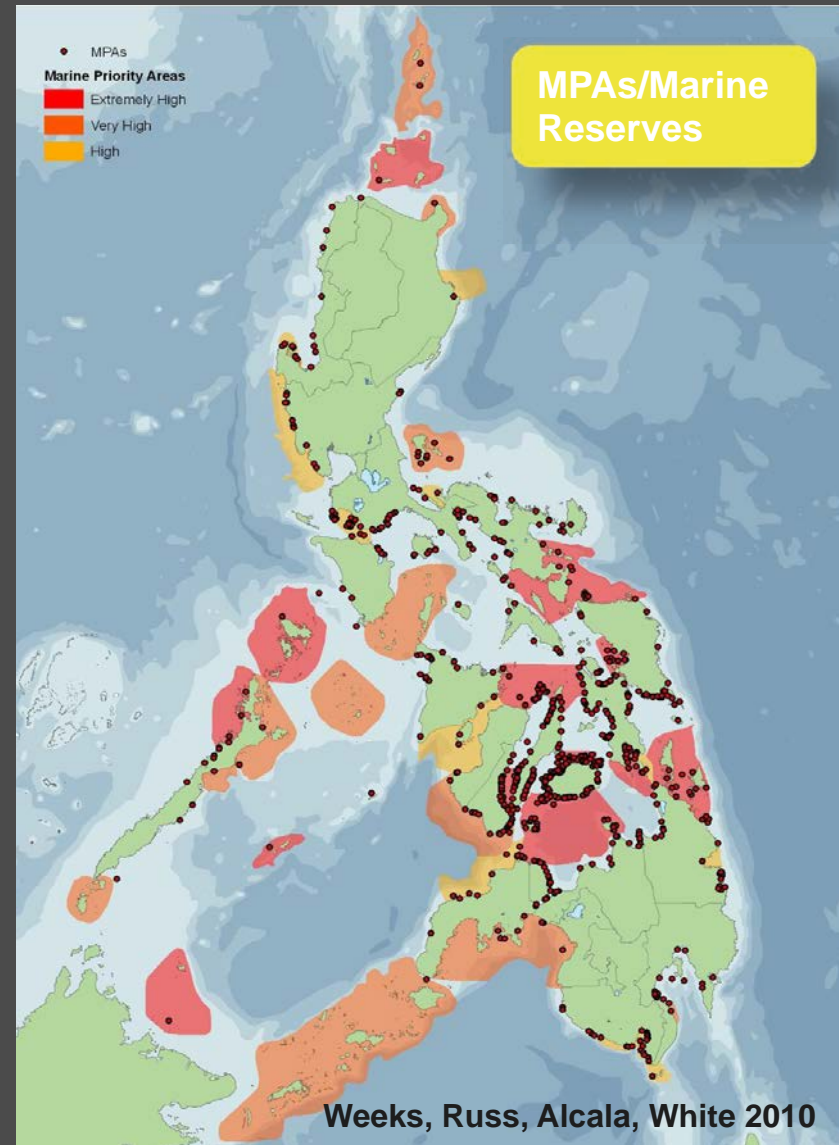 MPAs
Marine Priority Areas
Extremely High
Very High
High
MPAs/Marine
Reserves
Weeks, Russ, Alcala, White 2010